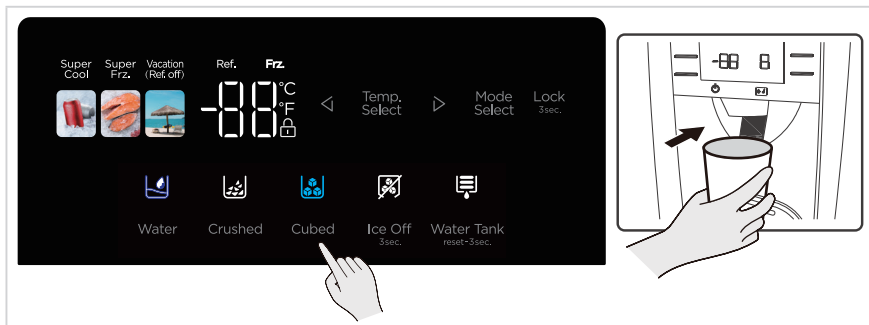 Super Super Vacation Ref. Frz.
Cool Frz. (Ref. off)
-88 °C
°F
Temp. Mode Lock
Select Select 3sec.
Water Crushed Cubed Ice Off Water Tank
3sec. reset-3sec.
-88 8